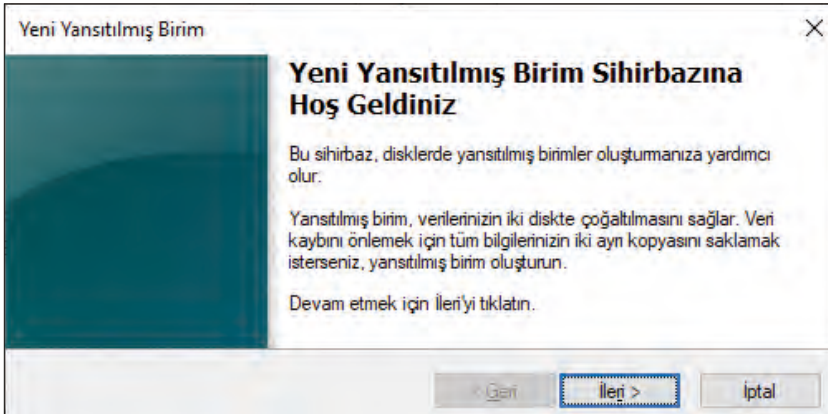 Yeni Yansıtılmış Birim
Yeni Yansıtılmış Birim Sihirbazına
Hoş Geldiniz
Bu sihirbaz, disklerde yansıtılmış birimler oluşturmanıza yardımcı
olur.
Yansıtılmış birim, verilerinizin iki diskte çoğaltılmasını sağlar. Veri
kaybını önlemek için tüm bilgilerinizin iki ayrı kopyasını saklamak
isterseniz, yansıtılmış birim oluşturun.
Devam etmek için İleri'yi tıklatın.
< Geri İleri > İptal